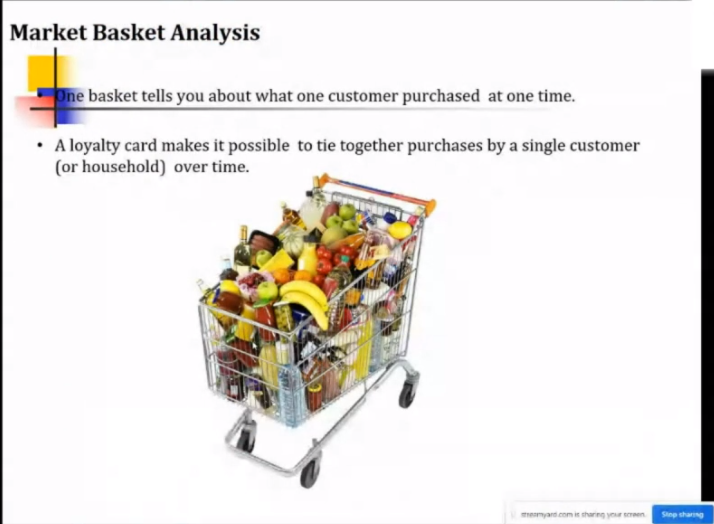 Market Basket Analysis
• One basket tells you about what one customer purchased at one time.
• A loyalty card makes it possible to tie together purchases by a single customer
(or household) over time.
streamyard.com is sharing your screen.
Stop sharing